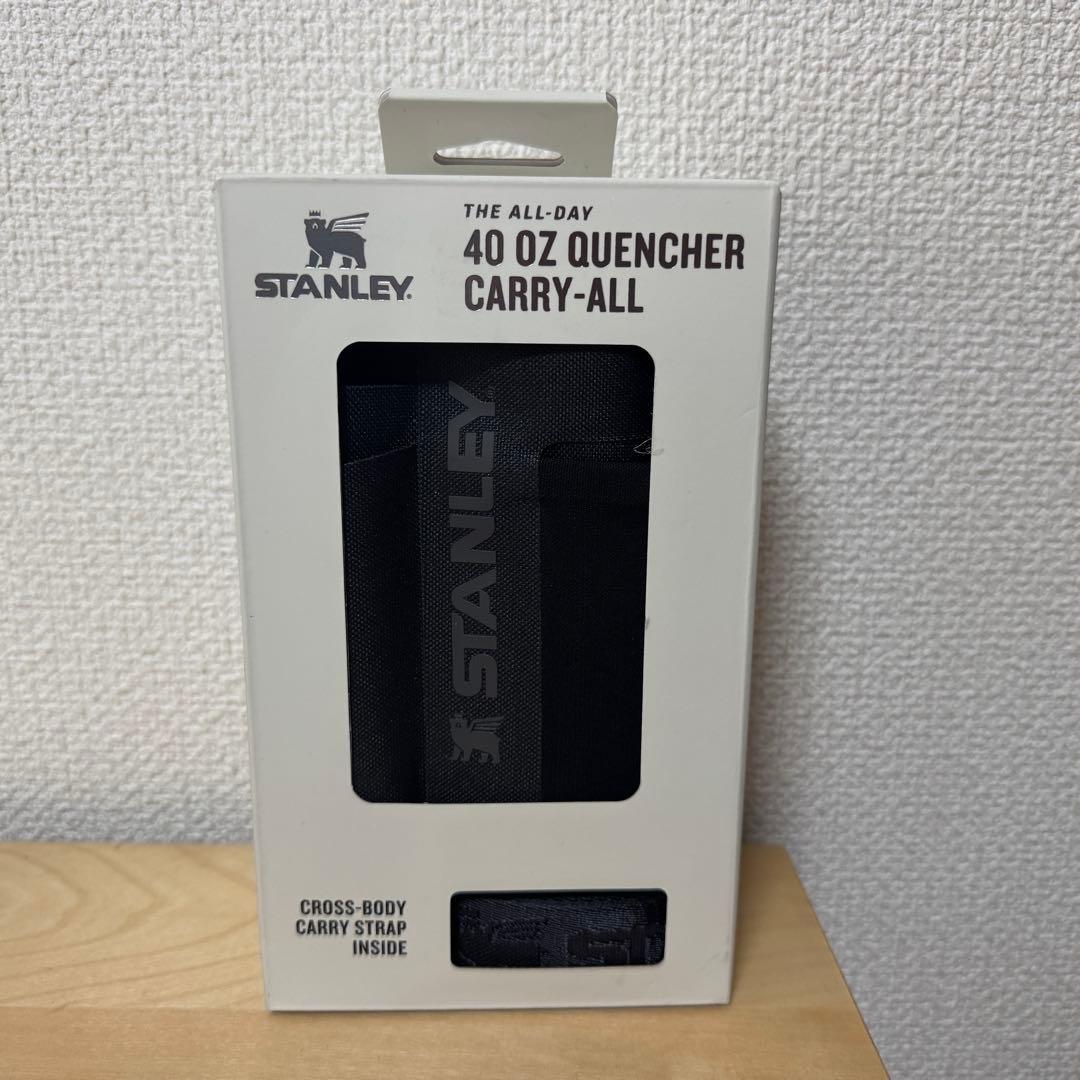 STANLEY
THE ALL-DAY
40 OZ QUENCHER
CARRY-ALL
STANLEY
CROSS-BODY
CARRY STRAP
INSIDE